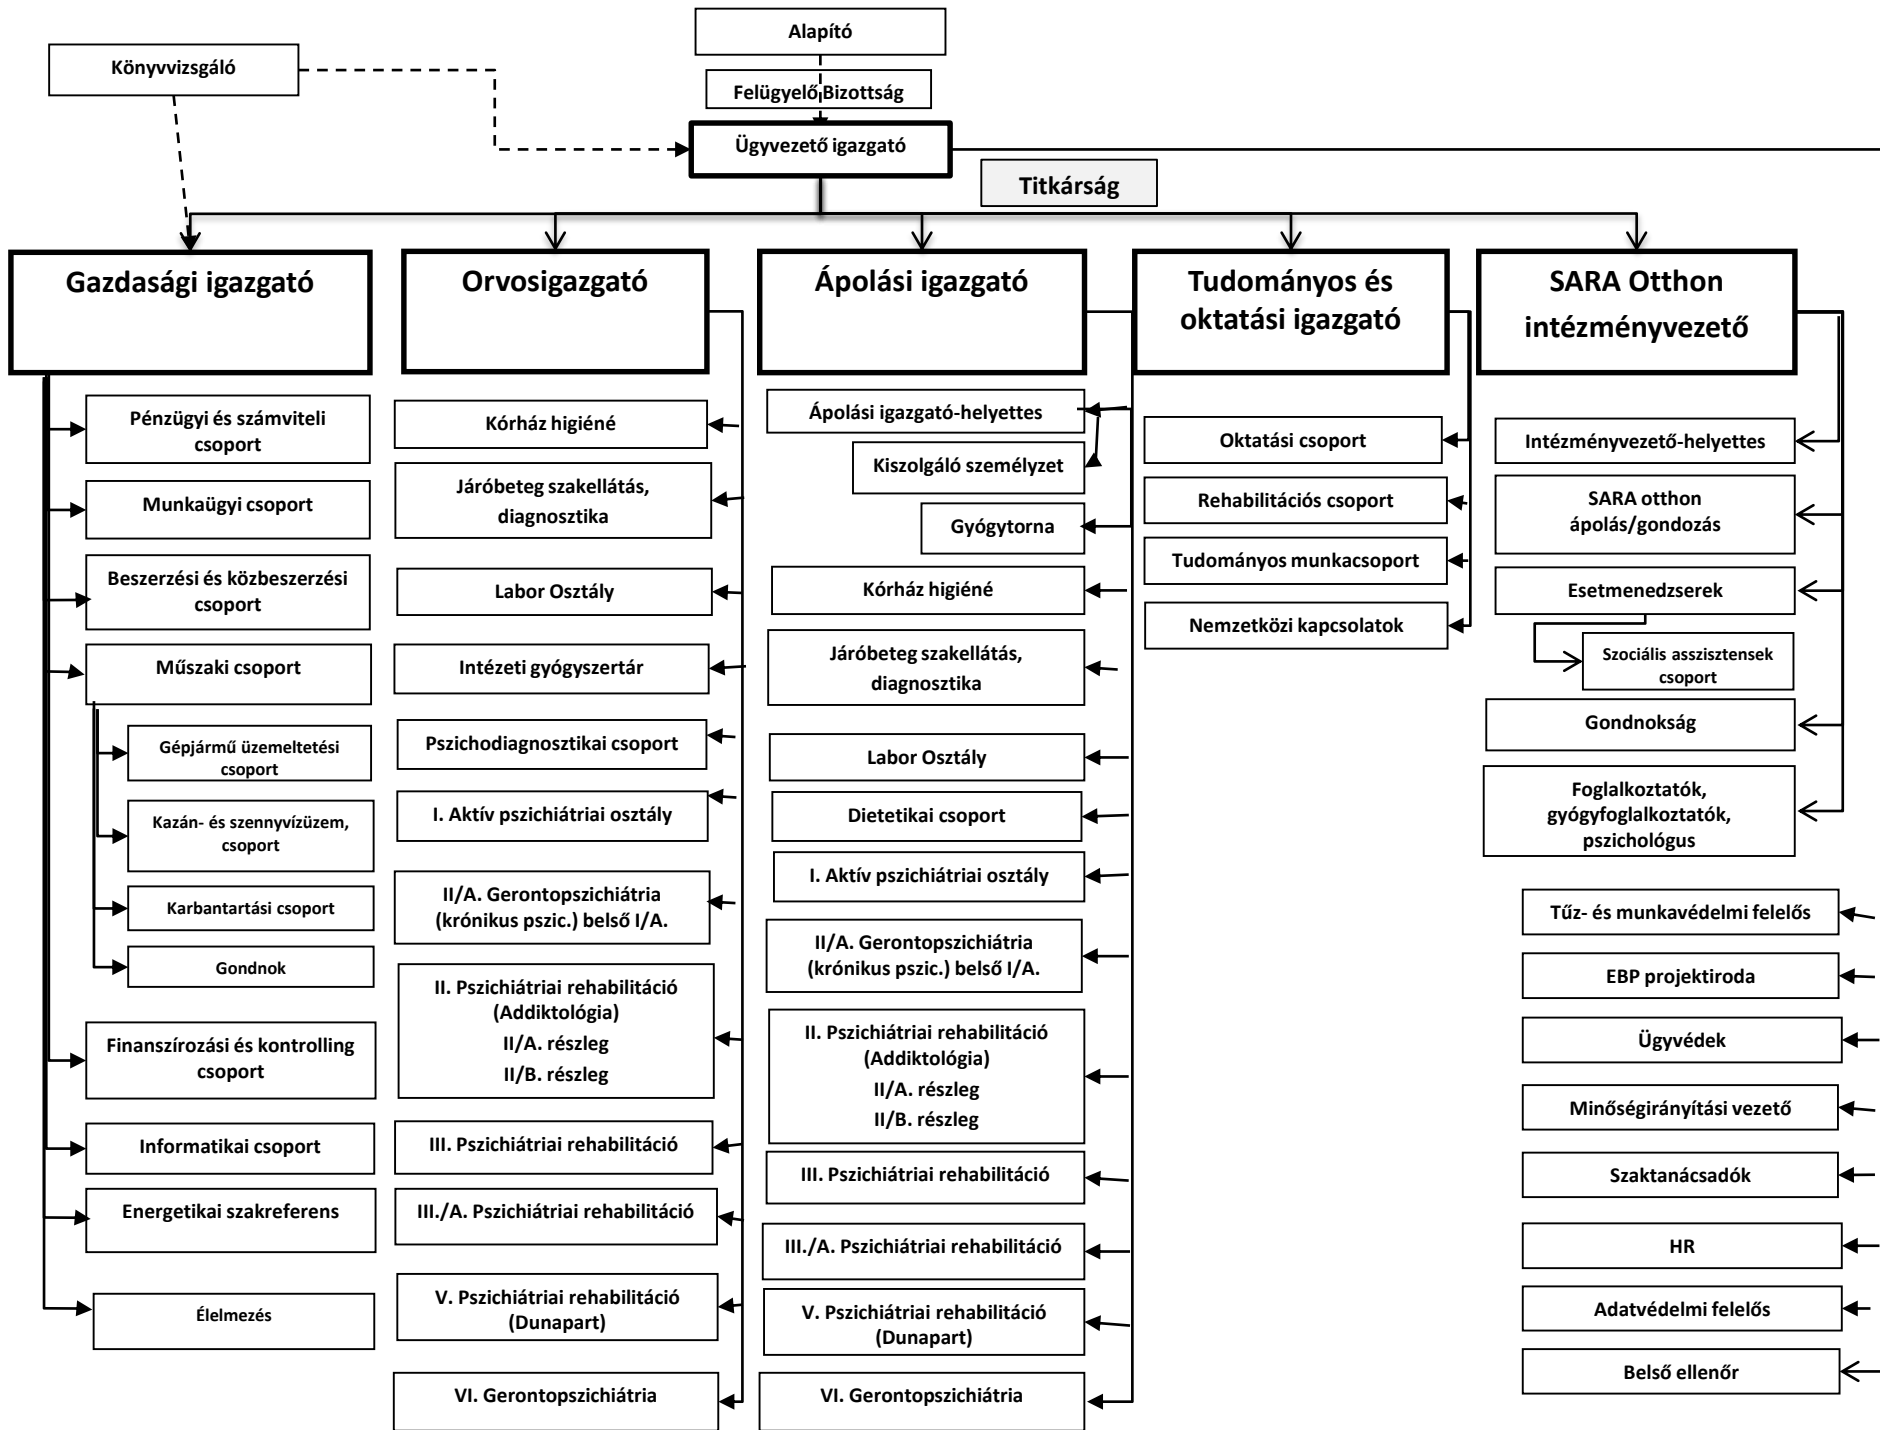 Alapító
Könyvvizsgáló
Felügyelő Bizottság
Ügyvezető igazgató
Titkárság
Gazdasági igazgató
Pénzügyi és számviteli
csoport
Munkaügyi csoport
Beszerzési és közbeszerzési
csoport
Műszaki csoport
Gépjármű üzemeltetési
csoport
Kazán- és szennyvízüzem,
csoport
Karbantartási csoport
Gondnok
Finanszírozási és kontrolling
csoport
Informatikai csoport
Energetikai szakreferens
Élelmezés
Orvosigazgató
Kórház higiéné
Járóbeteg szakellátás,
diagnosztika
Labor Osztály
Intézeti gyógyszertár
Pszichodiagnosztikai csoport
I. Aktív pszichiátriai osztály
II/A. Gerontopszichiátria
(krónikus pszic.) belső I/A.
II. Pszichiátriai rehabilitáció
(Addiktológia)
II/A. részleg
II/B. részleg
III. Pszichiátriai rehabilitáció
III./A. Pszichiátriai rehabilitáció
V. Pszichiátriai rehabilitáció
(Dunapart)
VI. Gerontopszichiátria
Ápolási igazgató
Ápolási igazgató-helyettes
Kiszolgáló személyzet
Gyógytorna
Kórház higiéné
Járóbeteg szakellátás,
diagnosztika
Labor Osztály
Dietetikai csoport
I. Aktív pszichiátriai osztály
II/A. Gerontopszichiátria
(krónikus pszic.) belső I/A.
II. Pszichiátriai rehabilitáció
(Addiktológia)
II/A. részleg
II/B. részleg
III. Pszichiátriai rehabilitáció
III./A. Pszichiátriai rehabilitáció
V. Pszichiátriai rehabilitáció
(Dunapart)
VI. Gerontopszichiátria
Tudományos és
oktatási igazgató
Oktatási csoport
Rehabilitációs csoport
Tudományos munkacsoport
Nemzetközi kapcsolatok
SARA Otthon
intézményvezető
Intézményvezető-helyettes
SARA otthon
ápolás/gondozás
Esetmenedzserek
Szociális asszisztensek
csoport
Gondnokság
Foglalkoztatók,
gyógyfoglalkoztatók,
pszichológus
Tűz- és munkavédelmi felelős
EBP projektiroda
Ügyvédek
Minőségirányítási vezető
Szaktanácsadók
HR
Adatvédelmi felelős
Belső ellenőr